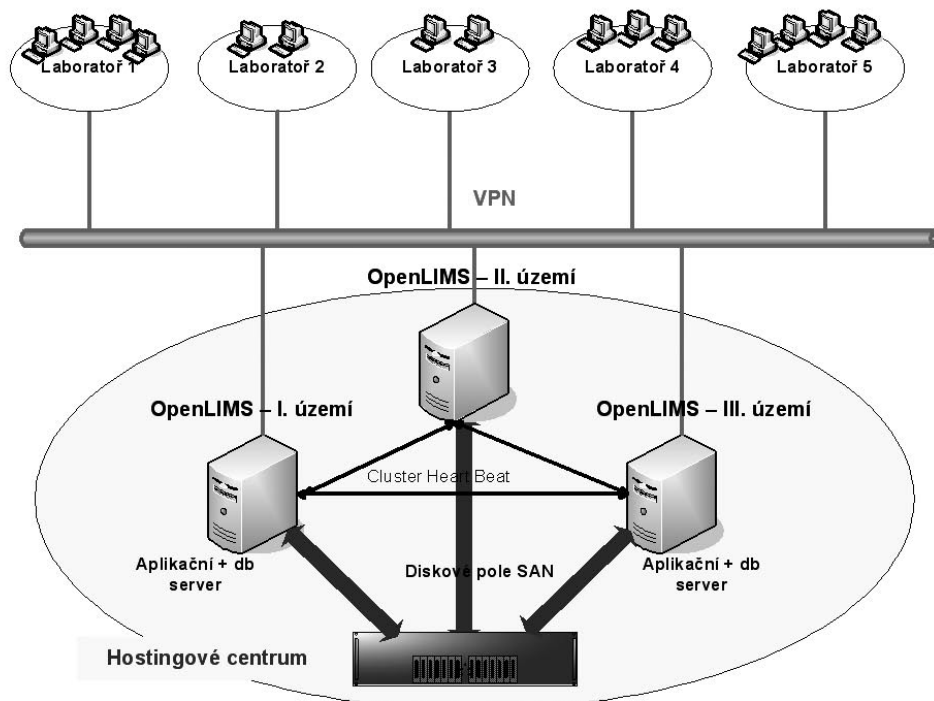 Laboratoř 1
Laboratoř 2
Laboratoř 3
Laboratoř 4
Laboratoř 5
VPN
OpenLIMS – II. území
OpenLIMS – I. území
OpenLIMS – III. území
Cluster Heart Beat
Aplikační + db
server
Diskové pole SAN
Aplikační + db
server
Hostingové centrum